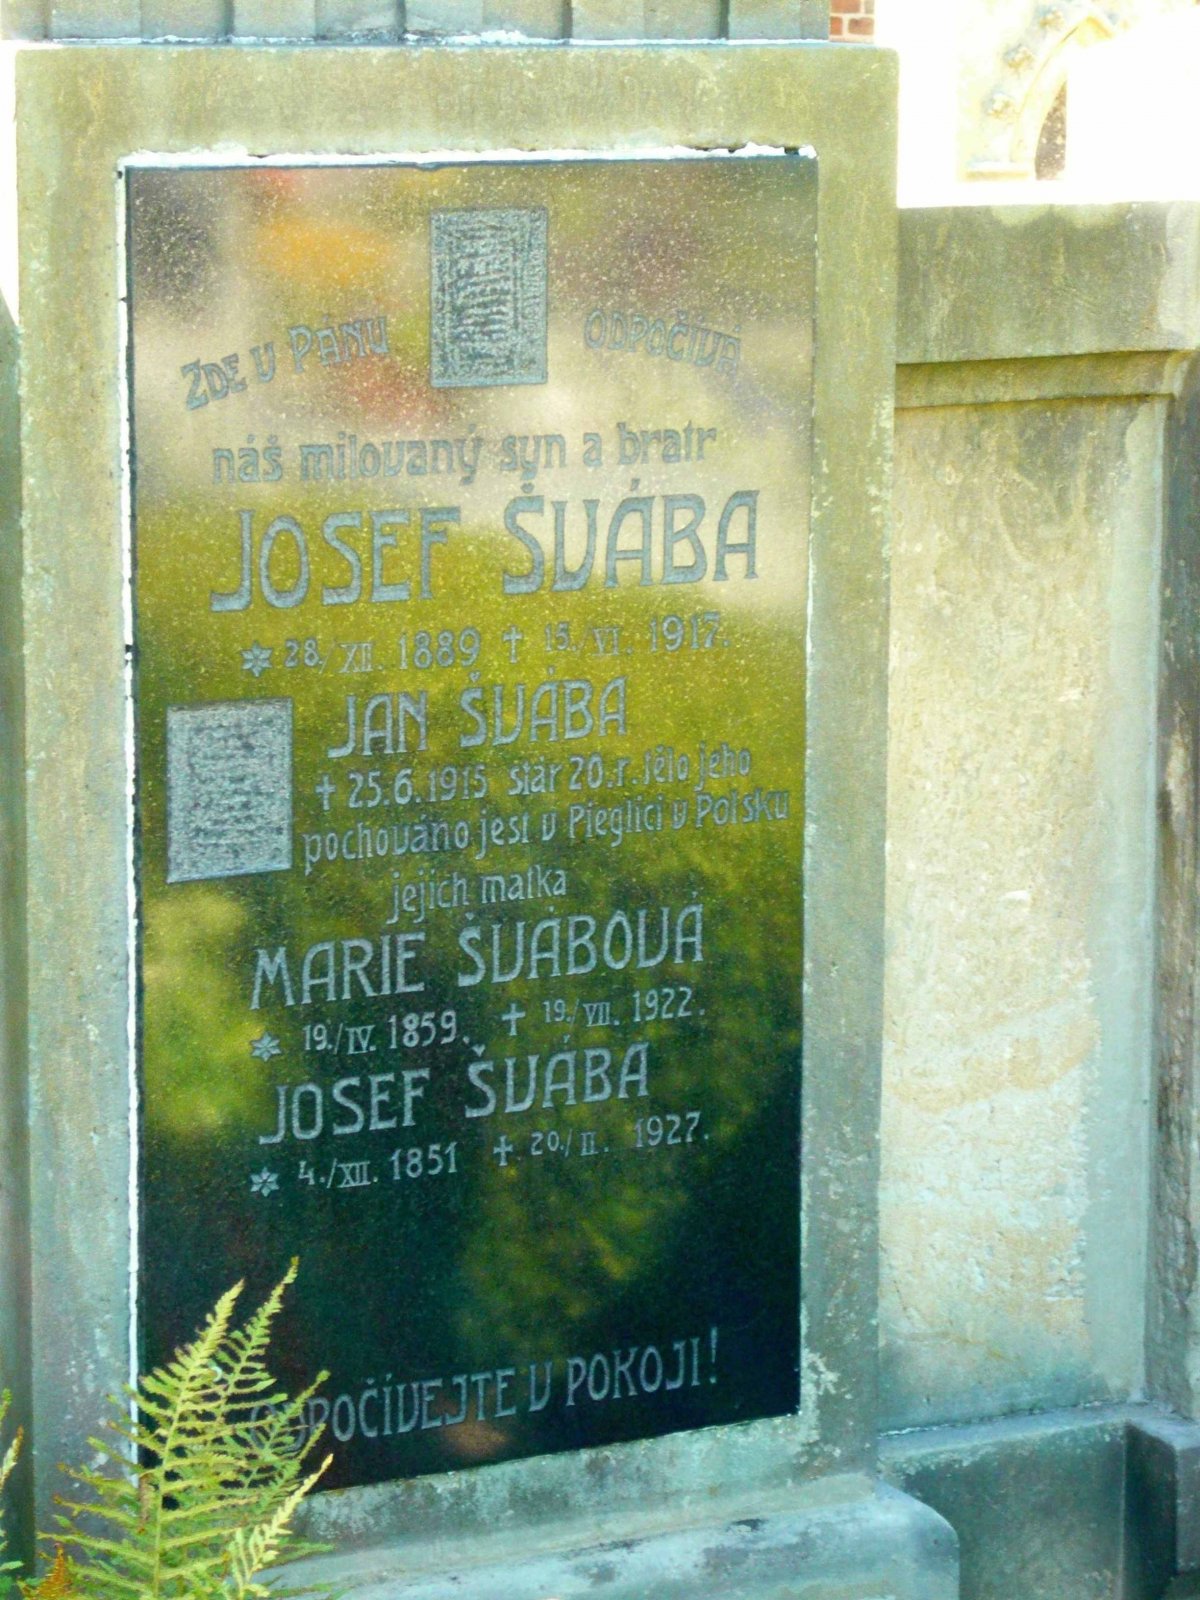 ZDE V PÁNU ODPOČÍVÁ
náš milovaný syn a bratr
JOSEF ŠVÁBA
* 28./XII. 1889 † 15./VI. 1917.
JAN ŠVÁBA
† 25.6.1915 stár 20.r. tělo jeho
pochováno jest v Pieglici v Polsku
jejich matka
MARIE ŠVÁBOVÁ
* 19./IV. 1859. † 19./VII. 1922.
JOSEF ŠVÁBA
* 4./XII. 1851 † 20./II. 1927.
ODPOČÍVEJTE V POKOJI!